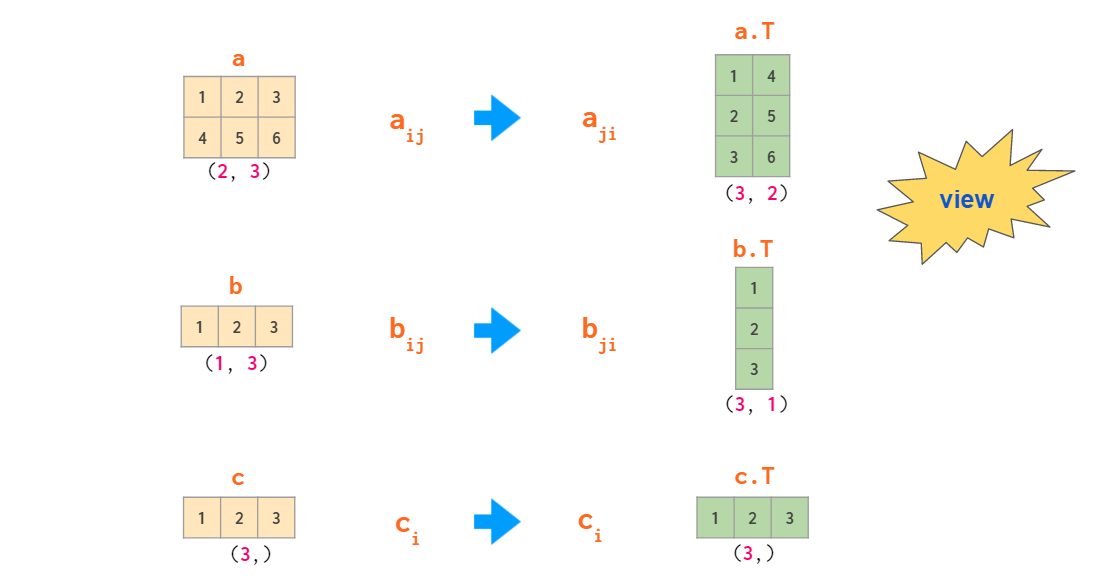 a
1 2 3
4 5 6
(2, 3)
a ij
a ji
a.T
1 4
2 5
3 6
(3, 2)
view
b
1 2 3
(1, 3)
b ij
b ji
b.T
1
2
3
(3, 1)
c
1 2 3
(3,)
c i
c i
c.T
1 2 3
(3,)